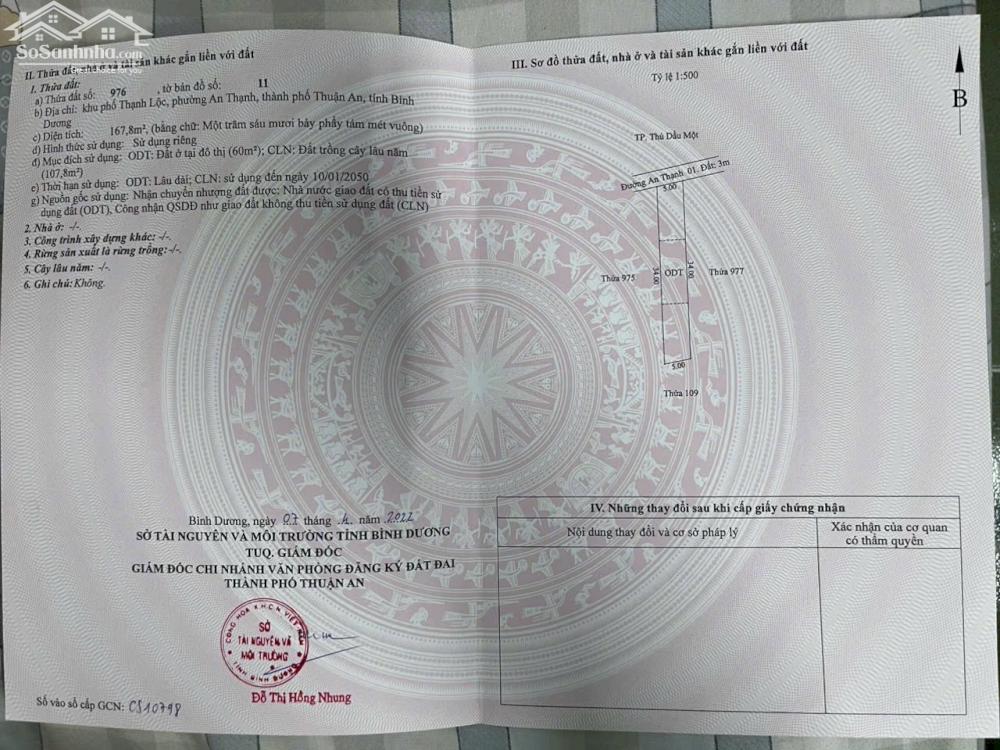 SoSanhnha.com
II. Thửa đất, nhà ở và tài sản khác gắn liền với đất
1. Thửa đất:
a) Thửa đất số: 976 , tờ bản đồ số: 11
b) Địa chỉ: khu phố Thạnh Lộc, phường An Thạnh, thành phố Thuận An, tỉnh Bình
Dương
c) Diện tích: 167,8m², (bằng chữ: Một trăm sáu mươi bảy phẩy tám mét vuông)
d) Hình thức sử dụng: Sử dụng riêng
đ) Mục đích sử dụng: ODT: Đất ở tại đô thị (60m²); CLN: Đất trồng cây lâu năm
(107,8m²)
e) Thời hạn sử dụng: ODT: Lâu dài; CLN: sử dụng đến ngày 10/01/2050
g) Nguồn gốc sử dụng: Nhận chuyển nhượng đất được: Nhà nước giao đất có thu tiền sử
dụng đất (ODT), Công nhận QSDĐ như giao đất không thu tiền sử dụng đất (CLN)
2. Nhà ở: -/-.
3. Công trình xây dựng khác: -/-.
4. Rừng sản xuất là rừng trồng: -/-.
5. Cây lâu năm: -/-.
6. Ghi chú: Không.
Bình Dương, ngày 07 tháng 4 năm 2022
SỞ TÀI NGUYÊN VÀ MÔI TRƯỜNG TỈNH BÌNH DƯƠNG
TUQ. GIÁM ĐỐC
GIÁM ĐỐC CHI NHÁNH VĂN PHÒNG ĐĂNG KÝ ĐẤT ĐAI
THÀNH PHỐ THUẬN AN
CỘNG HÒA X.H.C.N VIỆT NAM
SỞ
TÀI NGUYÊN VÀ
MÔI TRƯỜNG
TỈNH BÌNH DƯƠNG
Đỗ Thị Hồng Nhung
Số vào sổ cấp GCN: CS10798
III. Sơ đồ thửa đất, nhà ở và tài sản khác gắn liền với đất
Tỷ lệ 1:500
B
TP. Thủ Dầu Một
Đường An Thạnh 01. Đất: 3m
5.00
34.00
ODT
34.00
Thửa 975
Thửa 977
5.00
Thửa 109
IV. Những thay đổi sau khi cấp giấy chứng nhận
Nội dung thay đổi và cơ sở pháp lý
Xác nhận của cơ quan
có thẩm quyền